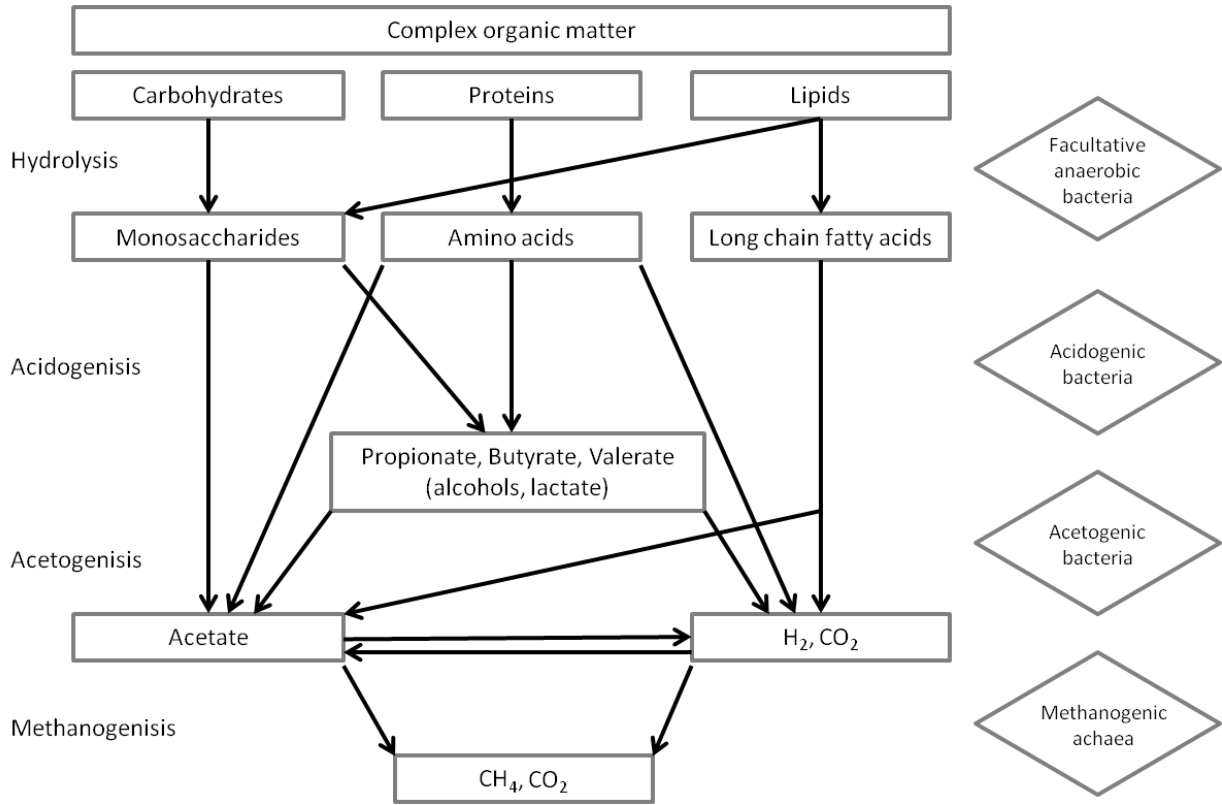 Complex organic matter
Carbohydrates
Proteins
Lipids
Hydrolysis
Facultative
anaerobic
bacteria
Monosaccharides
Amino acids
Long chain fatty acids
Acidogenisis
Acidogenic
bacteria
Propionate, Butyrate, Valerate
(alcohols, lactate)
Acetogenisis
Acetogenic
bacteria
Acetate
H₂, CO₂
Methanogenisis
Methanogenic
achaea
CH₄, CO₂